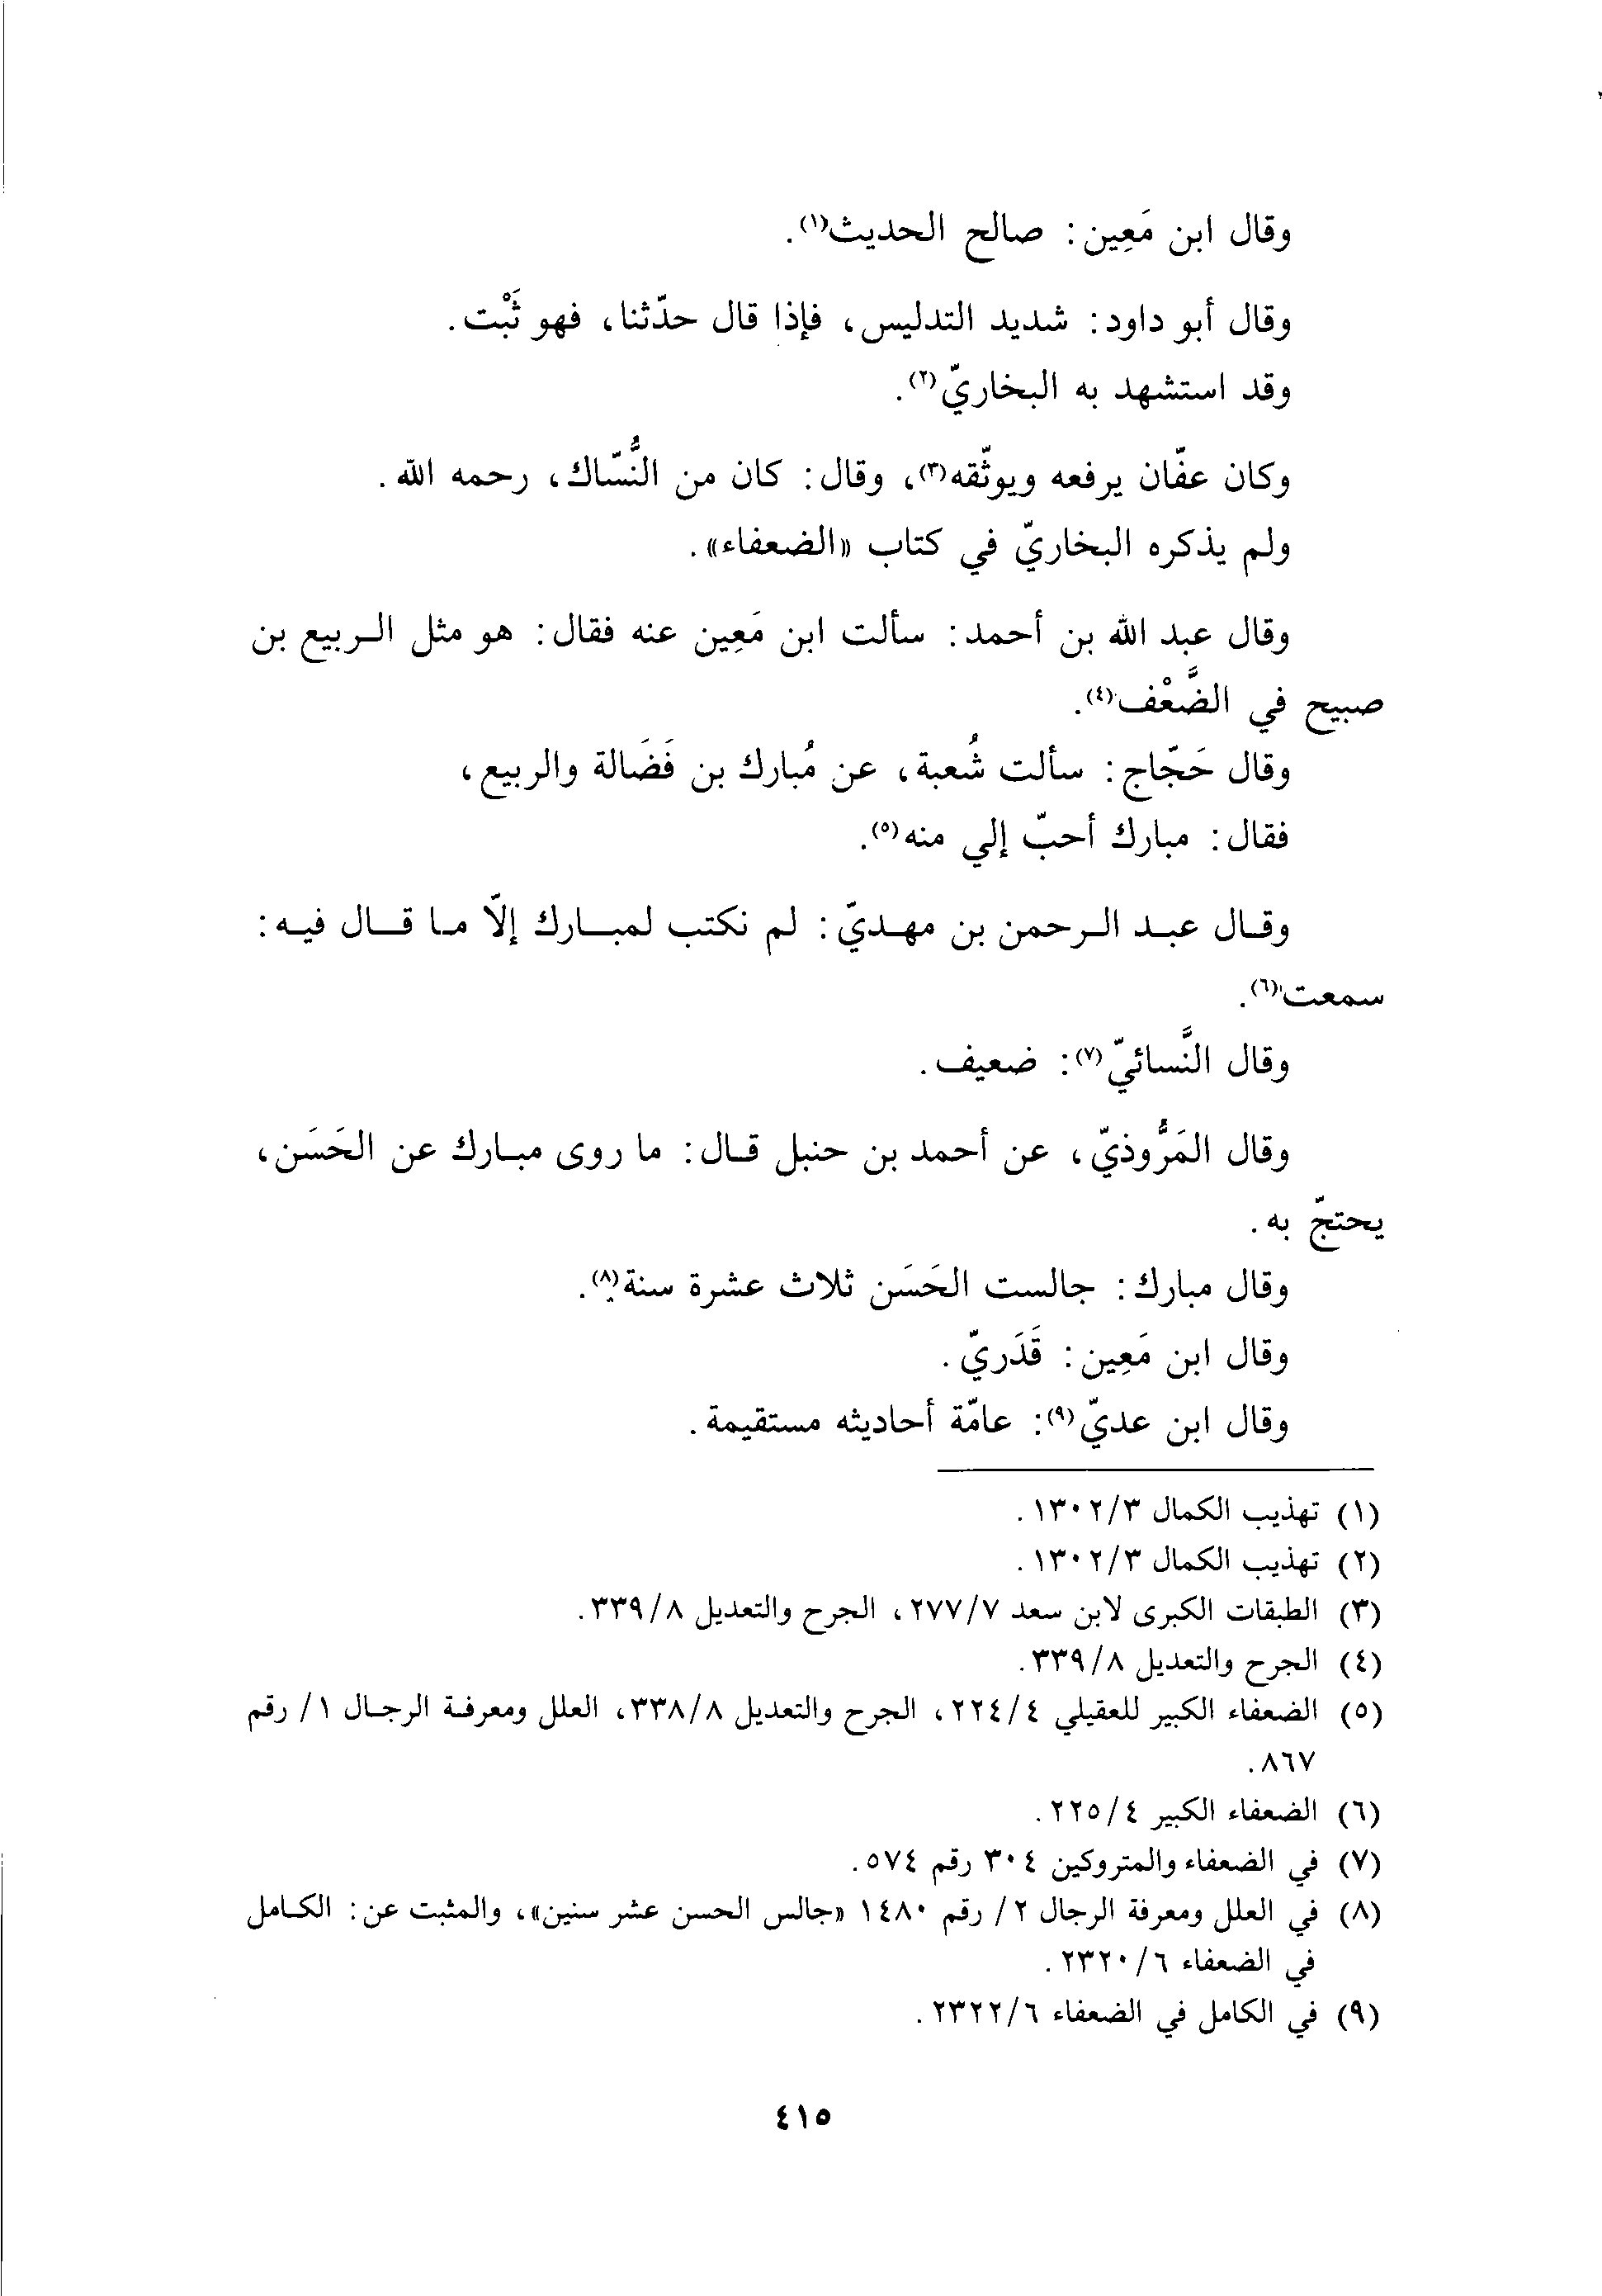 وقال ابن مَعِين: صالح الحديث(١).
وقال أبو داود: شديد التدليس، فإذا قال حدّثنا، فهو ثَبْت.
وقد استشهد به البخاريّ(٢).
وكان عفّان يرفعه ويوثّقه(٣)، وقال: كان من النُّسّاك، رحمه الله.
ولم يذكره البخاريّ في كتاب «الضعفاء».
وقال عبد الله بن أحمد: سألت ابن مَعِين عنه فقال: هو مثل الربيع بن
صبيح في الضَّعْف(٤).
وقال حَجّاج: سألت شُعبة، عن مُبارك بن فَضَالة والربيع،
فقال: مبارك أحبّ إلي منه(٥).
وقال عبد الرحمن بن مهديّ: لم نكتب لمبارك إلاّ ما قال فيه:
سمعت(٦).
وقال النَّسائيّ(٧): ضعيف.
وقال المَرُّوذيّ، عن أحمد بن حنبل قال: ما روى مبارك عن الحَسَن،
يحتجّ به.
وقال مبارك: جالست الحَسَن ثلاث عشرة سنة(٨).
وقال ابن مَعِين: قَدَريّ.
وقال ابن عديّ(٩): عامّة أحاديثه مستقيمة.
(١) تهذيب الكمال ١٣٠٢/٣.
(٢) تهذيب الكمال ١٣٠٢/٣.
(٣) الطبقات الكبرى لابن سعد ٢٧٧/٧، الجرح والتعديل ٣٣٩/٨.
(٤) الجرح والتعديل ٣٣٩/٨.
(٥) الضعفاء الكبير للعقيلي ٢٢٤/٤، الجرح والتعديل ٣٣٨/٨، العلل ومعرفة الرجال ١/ رقم
٨٦٧.
(٦) الضعفاء الكبير ٢٢٥/٤.
(٧) في الضعفاء والمتروكين ٣٠٤ رقم ٥٧٤.
(٨) في العلل ومعرفة الرجال ٢/ رقم ١٤٨٠ «جالس الحسن عشر سنين»، والمثبت عن: الكامل
في الضعفاء ٢٣٢٠/٦.
(٩) في الكامل في الضعفاء ٢٣٢٢/٦.
٤١٥